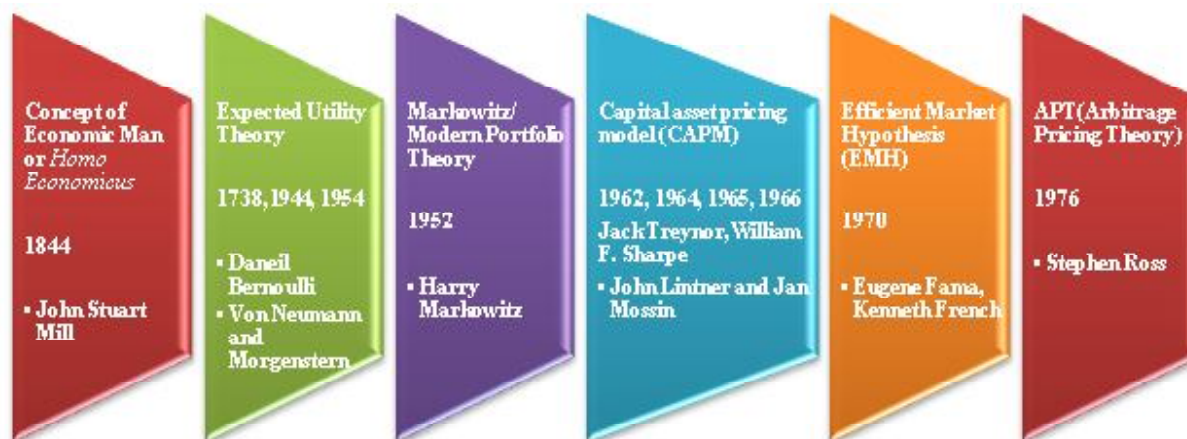 Concept of
Economic Man
or Homo
Economicus
1844
▪ John Stuart
Mill
Expected Utility
Theory
1738, 1944, 1954
▪ Daneil
Bernoulli
▪ Von Neumann
and
Morgenstern
Markowitz/
Modern Portfolio
Theory
1952
▪ Harry
Markowitz
Capital asset pricing
model (CAPM)
1962, 1964, 1965, 1966
Jack Treynor, William
F. Sharpe
▪ John Lintner and Jan
Mossin
Efficient Market
Hypothesis
(EMH)
1970
▪ Eugene Fama,
Kenneth French
APT(Arbitrage
Pricing Theory)
1976
▪ Stephen Ross